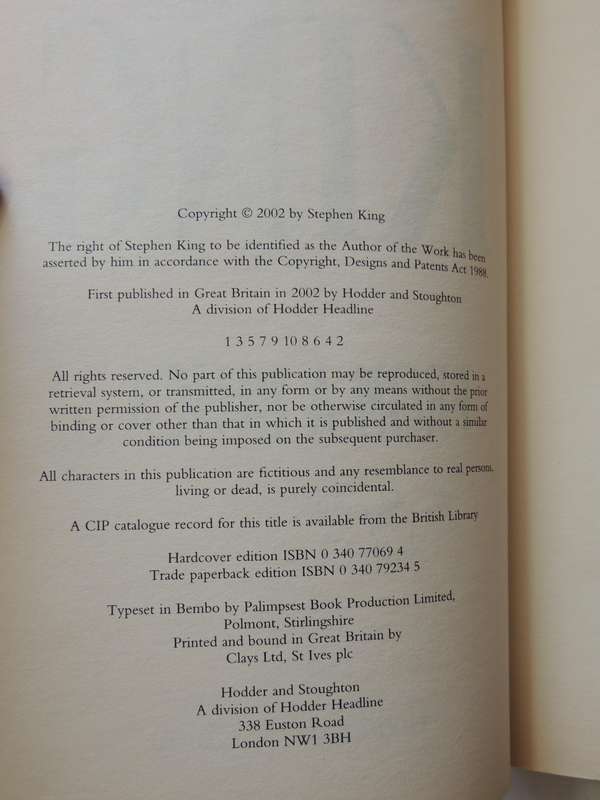 Copyright © 2002 by Stephen King
The right of Stephen King to be identified as the Author of the Work has been
asserted by him in accordance with the Copyright, Designs and Patents Act 1988.
First published in Great Britain in 2002 by Hodder and Stoughton
A division of Hodder Headline
1 3 5 7 9 10 8 6 4 2
All rights reserved. No part of this publication may be reproduced, stored in a
retrieval system, or transmitted, in any form or by any means without the prior
written permission of the publisher, nor be otherwise circulated in any form of
binding or cover other than that in which it is published and without a similar
condition being imposed on the subsequent purchaser.
All characters in this publication are fictitious and any resemblance to real persons,
living or dead, is purely coincidental.
A CIP catalogue record for this title is available from the British Library
Hardcover edition ISBN 0 340 77069 4
Trade paperback edition ISBN 0 340 79234 5
Typeset in Bembo by Palimpsest Book Production Limited,
Polmont, Stirlingshire
Printed and bound in Great Britain by
Clays Ltd, St Ives plc
Hodder and Stoughton
A division of Hodder Headline
338 Euston Road
London NW1 3BH